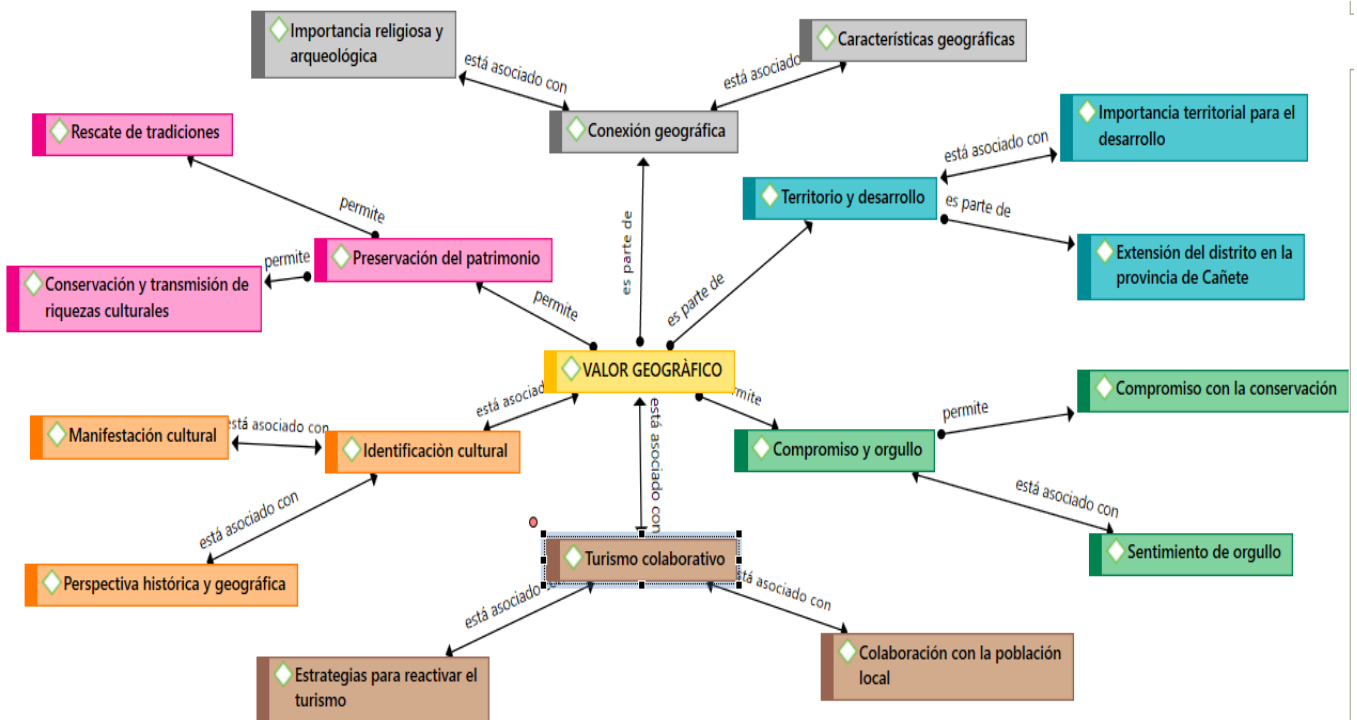 Importancia religiosa y
arqueológica
Características geográficas
está asociado con
está asociado
Conexión geográfica
Importancia territorial para el
desarrollo
Rescate de tradiciones
está asociado con
Territorio y desarrollo
es parte de
permite
es parte de
Preservación del patrimonio
permite
Extensión del distrito en la
provincia de Cañete
Conservación y transmisión de
riquezas culturales
permite
es parte de
VALOR GEOGRÀFICO
Compromiso con la conservación
está asociad
está asociado con
mite
permite
Manifestación cultural
está asociado con
Identificaciòn cultural
Compromiso y orgullo
está asociado con
está asociado con
Sentimiento de orgullo
Turismo colaborativo
Perspectiva histórica y geográfica
está asociado con
está asociado con
Colaboración con la población
local
Estrategias para reactivar el
turismo